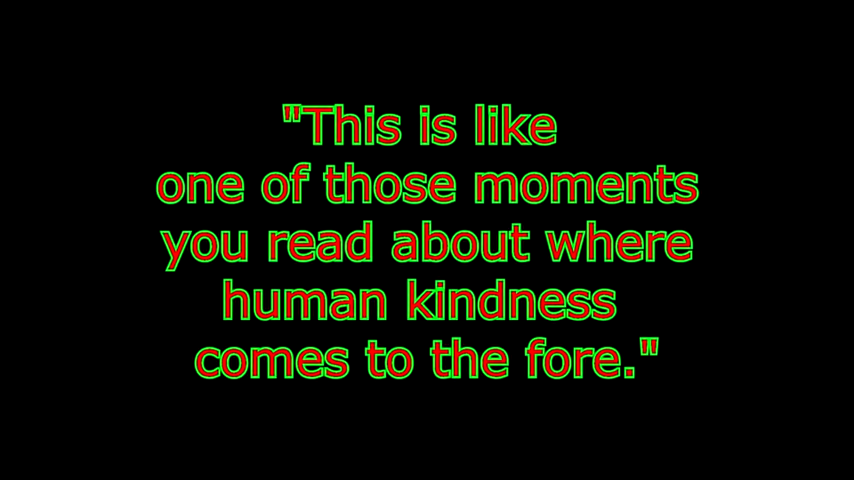 "This is like
one of those moments
you read about where
human kindness
comes to the fore."